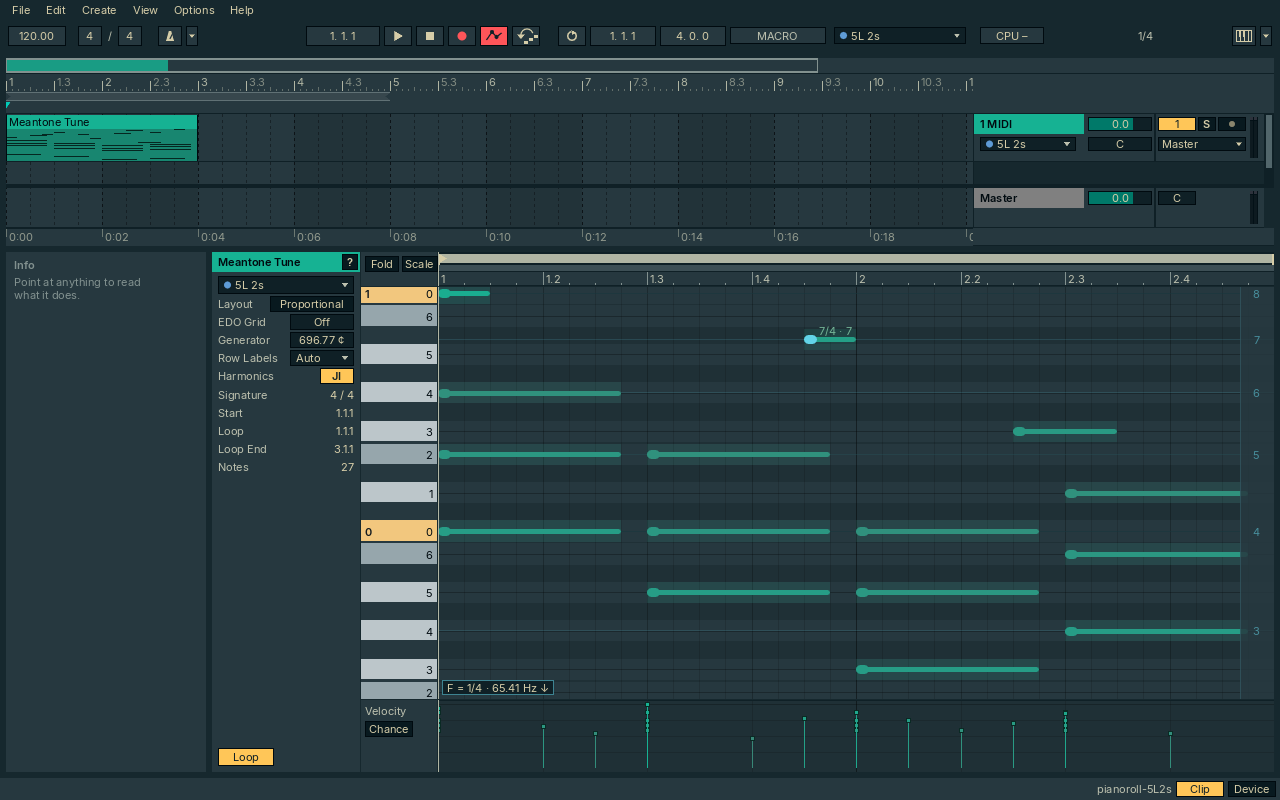 File Edit Create View Options Help
120.00 4 / 4 1. 1. 1 1. 1. 1 4. 0. 0 MACRO 5L 2s CPU – 1/4
1 1.3 2 2.3 3 3.3 4 4.3 5 5.3 6 6.3 7 7.3 8 8.3 9 9.3 10 10.3 1
Meantone Tune
1 MIDI 0.0 1 S
5L 2s C Master
Master 0.0 C
0:00 0:02 0:04 0:06 0:08 0:10 0:12 0:14 0:16 0:18
Info
Point at anything to read
what it does.
Meantone Tune ?
5L 2s
Layout Proportional
EDO Grid Off
Generator 696.77 ¢
Row Labels Auto
Harmonics JI
Signature 4 / 4
Start 1.1.1
Loop 1.1.1
Loop End 3.1.1
Notes 27
Loop
Fold Scale
1 1.2 1.3 1.4 2 2.2 2.3 2.4
1 0 8
6
7/4 · 7
7
5
4 6
3
2 5
1
0 0 4
6
5
4 3
3
2
F = 1/4 · 65.41 Hz ↓
Velocity
Chance
pianoroll-5L2s Clip Device